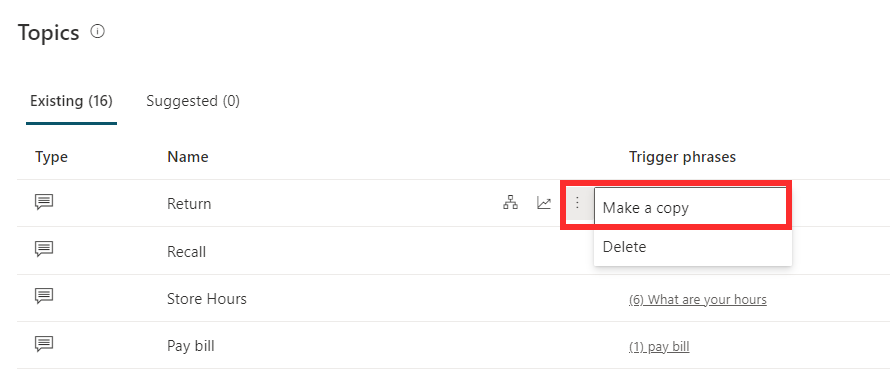 Topics
Existing (16) Suggested (0)
Type Name Trigger phrases
Return Make a copy
Recall Delete
Store Hours (6) What are your hours
Pay bill (1) pay bill